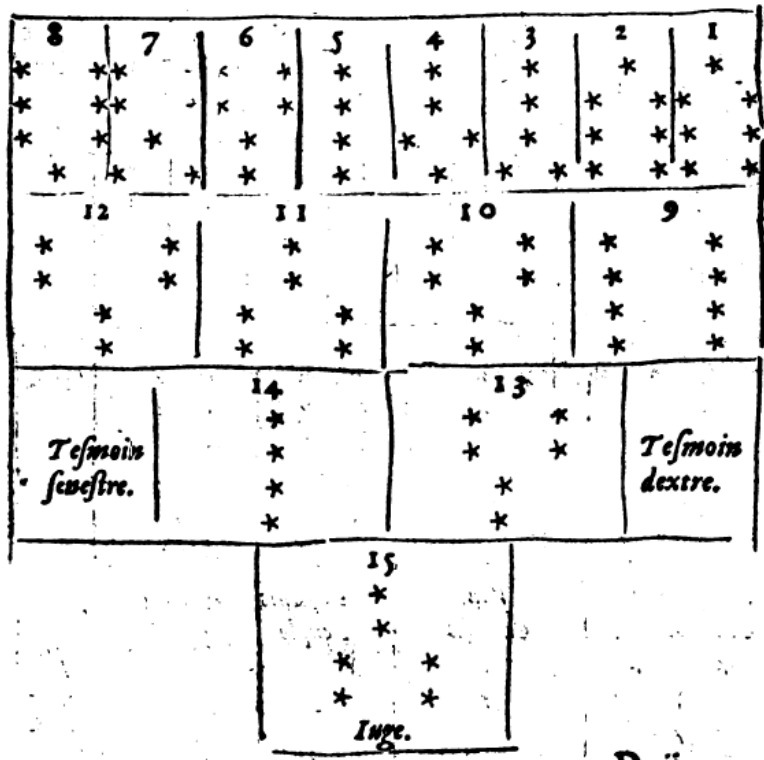 8 7 6 5 4 3 2 1
12 11 10 9
14 13
Teſmoin
ſeneſtre.
Teſmoin
dextre.
15
Iuge.